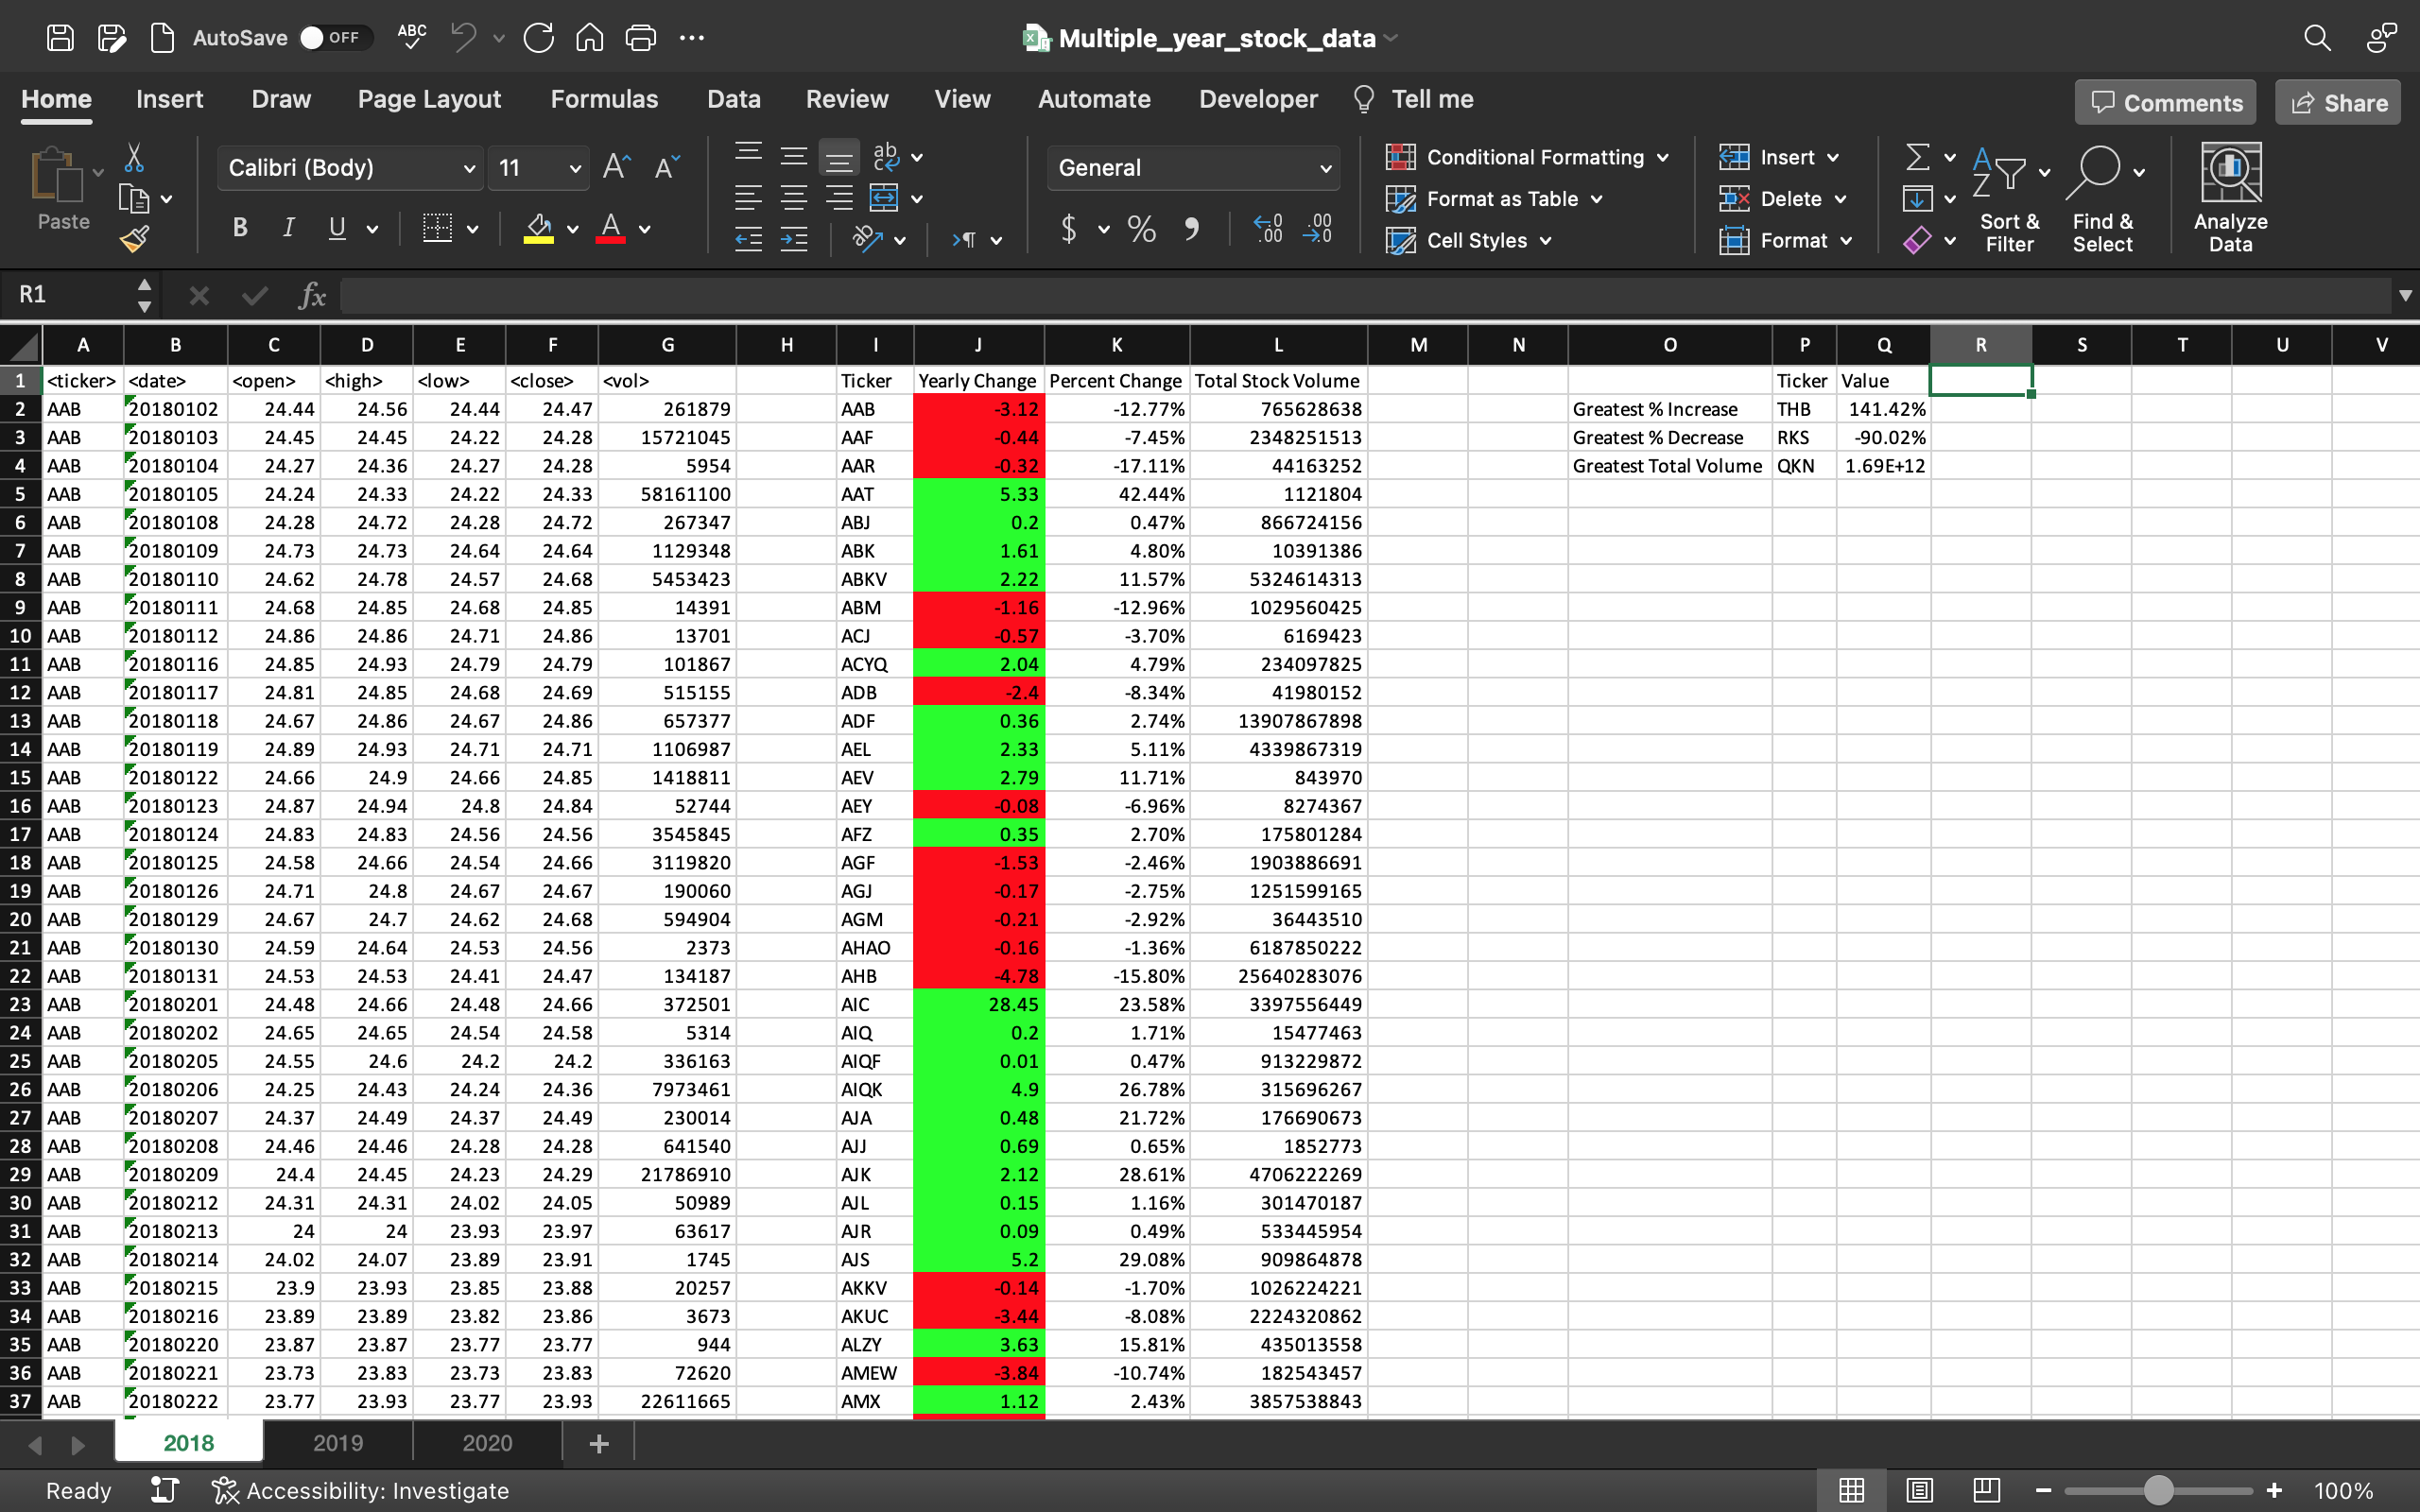 AutoSave OFF ABC Multiple_year_stock_data
Home Insert Draw Page Layout Formulas Data Review View Automate Developer Tell me Comments Share
Paste Calibri (Body) 11 General
Conditional Formatting
Format as Table
Cell Styles
Insert
Delete
Format
Sort & Filter
Find & Select
Analyze Data
R1 fx
A B C D E F G H I J K L M N O P Q R S T U V
1 <ticker> <date> <open> <high> <low> <close> <vol> Ticker Yearly Change Percent Change Total Stock Volume Ticker Value
2 AAB 20180102 24.44 24.56 24.44 24.47 261879 AAB -3.12 -12.77% 765628638 Greatest % Increase THB 141.42%
3 AAB 20180103 24.45 24.45 24.22 24.28 15721045 AAF -0.44 -7.45% 2348251513 Greatest % Decrease RKS -90.02%
4 AAB 20180104 24.27 24.36 24.27 24.28 5954 AAR -0.32 -17.11% 44163252 Greatest Total Volume QKN 1.69E+12
5 AAB 20180105 24.24 24.33 24.22 24.33 58161100 AAT 5.33 42.44% 1121804
6 AAB 20180108 24.28 24.72 24.28 24.72 267347 ABJ 0.2 0.47% 866724156
7 AAB 20180109 24.73 24.73 24.64 24.64 1129348 ABK 1.61 4.80% 10391386
8 AAB 20180110 24.62 24.78 24.57 24.68 5453423 ABKV 2.22 11.57% 5324614313
9 AAB 20180111 24.68 24.85 24.68 24.85 14391 ABM -1.16 -12.96% 1029560425
10 AAB 20180112 24.86 24.86 24.71 24.86 13701 ACJ -0.57 -3.70% 6169423
11 AAB 20180116 24.85 24.93 24.79 24.79 101867 ACYQ 2.04 4.79% 234097825
12 AAB 20180117 24.81 24.85 24.68 24.69 515155 ADB -2.4 -8.34% 41980152
13 AAB 20180118 24.67 24.86 24.67 24.86 657377 ADF 0.36 2.74% 13907867898
14 AAB 20180119 24.89 24.93 24.71 24.71 1106987 AEL 2.33 5.11% 4339867319
15 AAB 20180122 24.66 24.9 24.66 24.85 1418811 AEV 2.79 11.71% 843970
16 AAB 20180123 24.87 24.94 24.8 24.84 52744 AEY -0.08 -6.96% 8274367
17 AAB 20180124 24.83 24.83 24.56 24.56 3545845 AFZ 0.35 2.70% 175801284
18 AAB 20180125 24.58 24.66 24.54 24.66 3119820 AGF -1.53 -2.46% 1903886691
19 AAB 20180126 24.71 24.8 24.67 24.67 190060 AGJ -0.17 -2.75% 1251599165
20 AAB 20180129 24.67 24.7 24.62 24.68 594904 AGM -0.21 -2.92% 36443510
21 AAB 20180130 24.59 24.64 24.53 24.56 2373 AHAO -0.16 -1.36% 6187850222
22 AAB 20180131 24.53 24.53 24.41 24.47 134187 AHB -4.78 -15.80% 25640283076
23 AAB 20180201 24.48 24.66 24.48 24.66 372501 AIC 28.45 23.58% 3397556449
24 AAB 20180202 24.65 24.65 24.54 24.58 5314 AIQ 0.2 1.71% 15477463
25 AAB 20180205 24.55 24.6 24.2 24.2 336163 AIQF 0.01 0.47% 913229872
26 AAB 20180206 24.25 24.43 24.24 24.36 7973461 AIQK 4.9 26.78% 315696267
27 AAB 20180207 24.37 24.49 24.37 24.49 230014 AJA 0.48 21.72% 176690673
28 AAB 20180208 24.46 24.46 24.28 24.28 641540 AJJ 0.69 0.65% 1852773
29 AAB 20180209 24.4 24.45 24.23 24.29 21786910 AJK 2.12 28.61% 4706222269
30 AAB 20180212 24.31 24.31 24.02 24.05 50989 AJL 0.15 1.16% 301470187
31 AAB 20180213 24 24 23.93 23.97 63617 AJR 0.09 0.49% 533445954
32 AAB 20180214 24.02 24.07 23.89 23.91 1745 AJS 5.2 29.08% 909864878
33 AAB 20180215 23.9 23.93 23.85 23.88 20257 AKKV -0.14 -1.70% 1026224221
34 AAB 20180216 23.89 23.89 23.82 23.86 3673 AKUC -3.44 -8.08% 2224320862
35 AAB 20180220 23.87 23.87 23.77 23.77 944 ALZY 3.63 15.81% 435013558
36 AAB 20180221 23.73 23.83 23.73 23.83 72620 AMEW -3.84 -10.74% 182543457
37 AAB 20180222 23.77 23.93 23.77 23.93 22611665 AMX 1.12 2.43% 3857538843
2018 2019 2020 +
Ready Accessibility: Investigate 100%